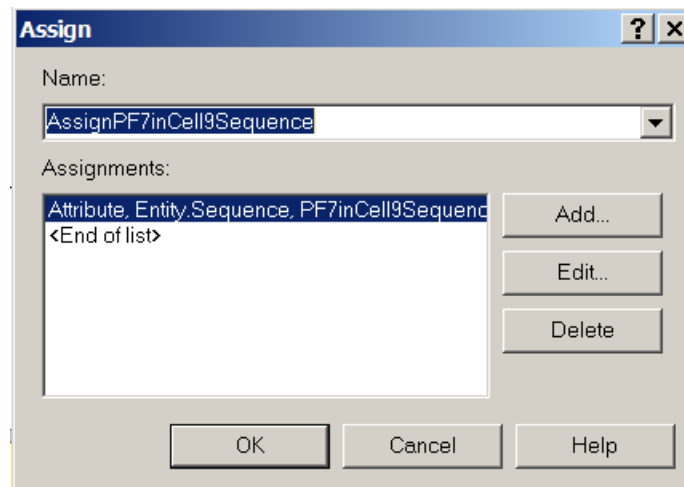 Assign
Name:
AssignPF7inCell9Sequence
Assignments:
Attribute, Entity.Sequence, PF7inCell9Sequenc
Add...
<End of list>
Edit...
Delete
OK
Cancel
Help